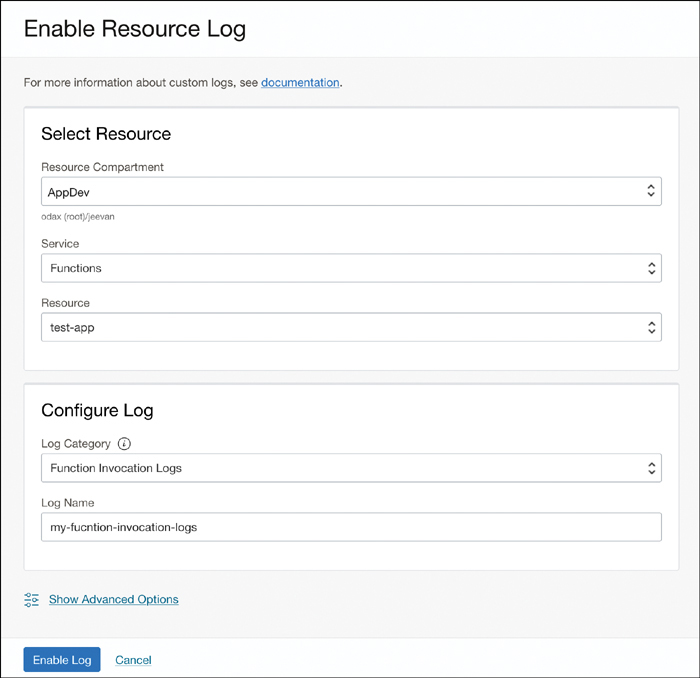 Enable Resource Log
For more information about custom logs, see documentation.
Select Resource
Resource Compartment
AppDev
odax (root)/jeevan
Service
Functions
Resource
test-app
Configure Log
Log Category
Function Invocation Logs
Log Name
my-fucntion-invocation-logs
Show Advanced Options
Enable Log Cancel